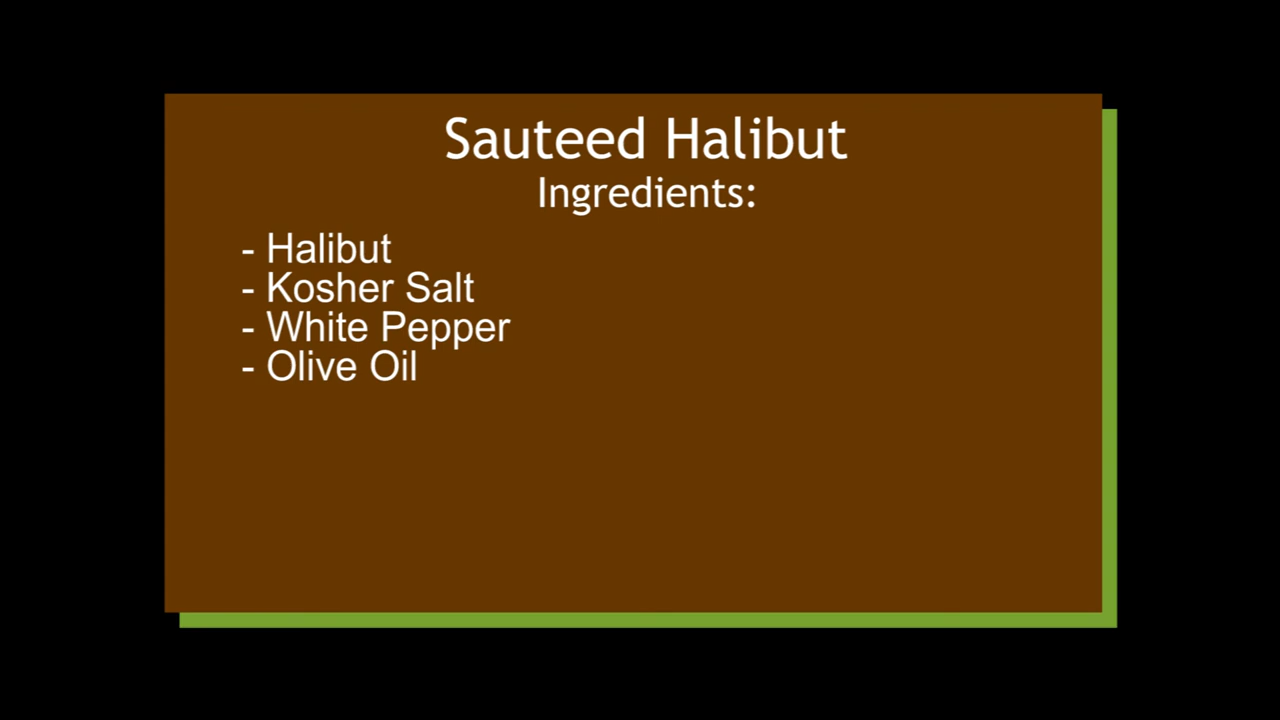 Sauteed Halibut
Ingredients:
- Halibut
- Kosher Salt
- White Pepper
- Olive Oil